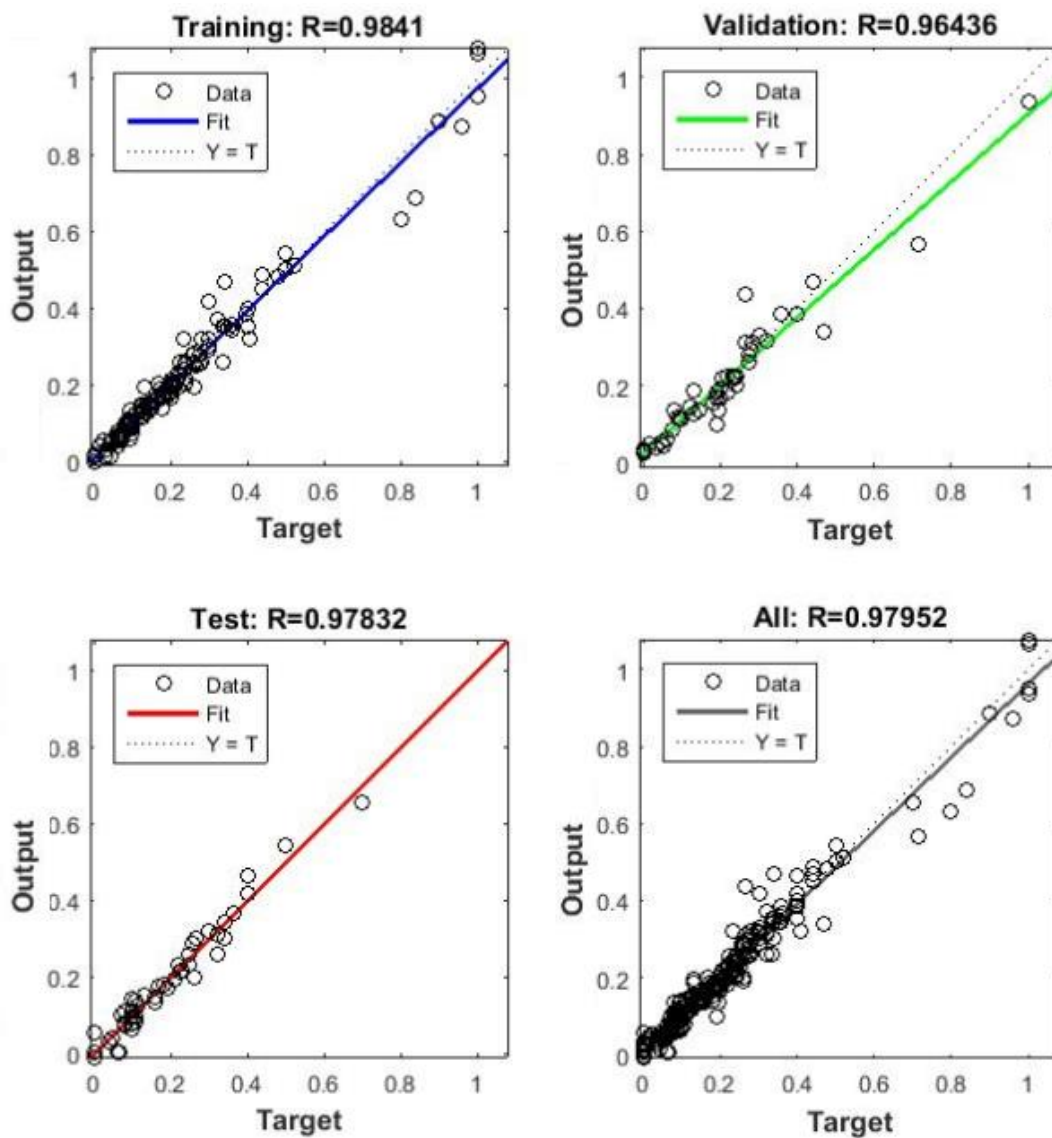 Training: R=0.9841
1
0.8
0.6
0.4
0.2
0
Output
Data
Fit
Y = T
0 0.2 0.4 0.6 0.8 1
Target
Validation: R=0.96436
1
0.8
0.6
0.4
0.2
0
Output
Data
Fit
Y = T
0 0.2 0.4 0.6 0.8 1
Target
Test: R=0.97832
1
0.8
0.6
0.4
0.2
0
Output
Data
Fit
Y = T
0 0.2 0.4 0.6 0.8 1
Target
All: R=0.97952
1
0.8
0.6
0.4
0.2
0
Output
Data
Fit
Y = T
0 0.2 0.4 0.6 0.8 1
Target